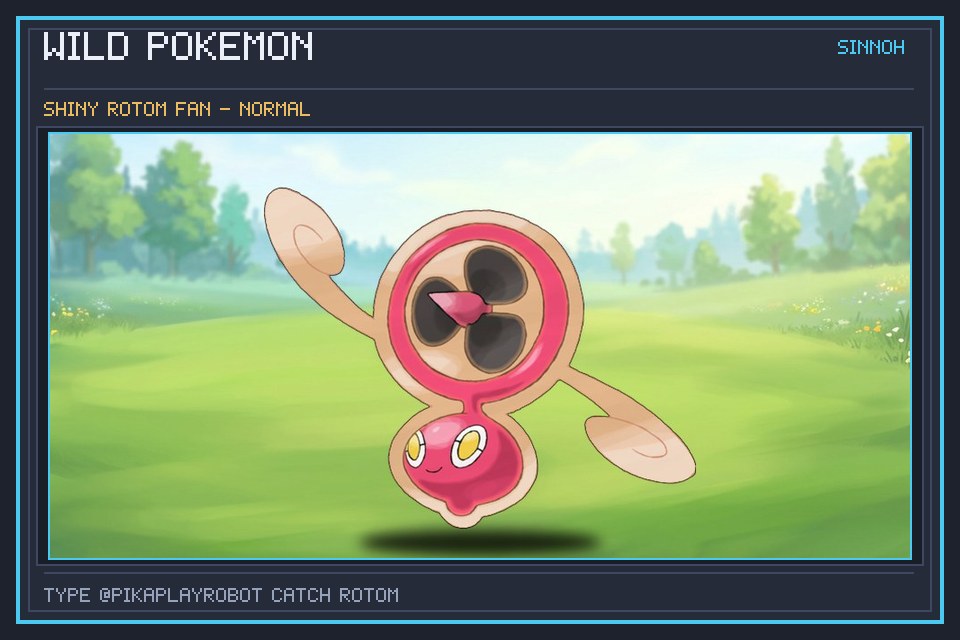 WILD POKEMON
SINNOH
SHINY ROTOM FAN - NORMAL
TYPE @PIKAPLAYROBOT CATCH ROTOM